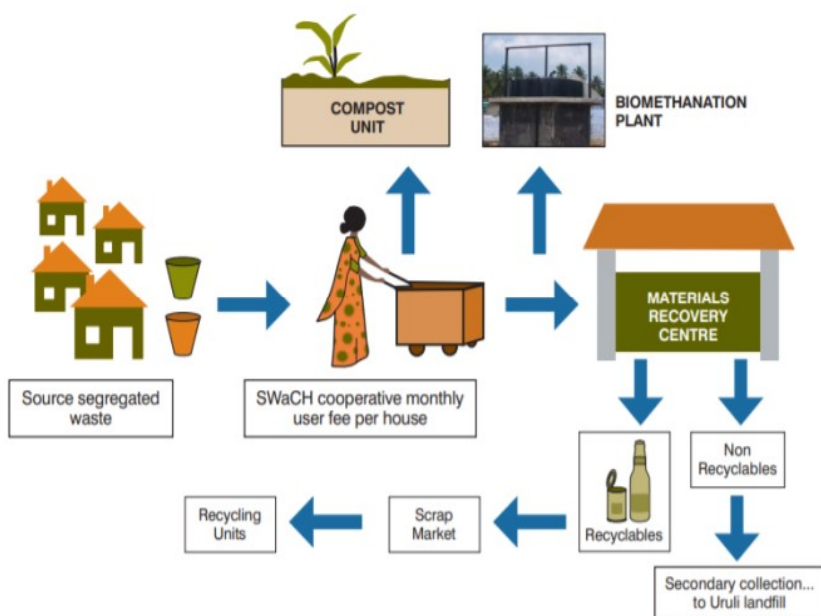 COMPOST
UNIT
BIOMETHANATION
PLANT
MATERIALS
RECOVERY
CENTRE
Source segregated
waste
SWaCH cooperative monthly
user fee per house
Non
Recyclables
Recycling
Units
Scrap
Market
Recyclables
Secondary collection...
to Uruli landfill